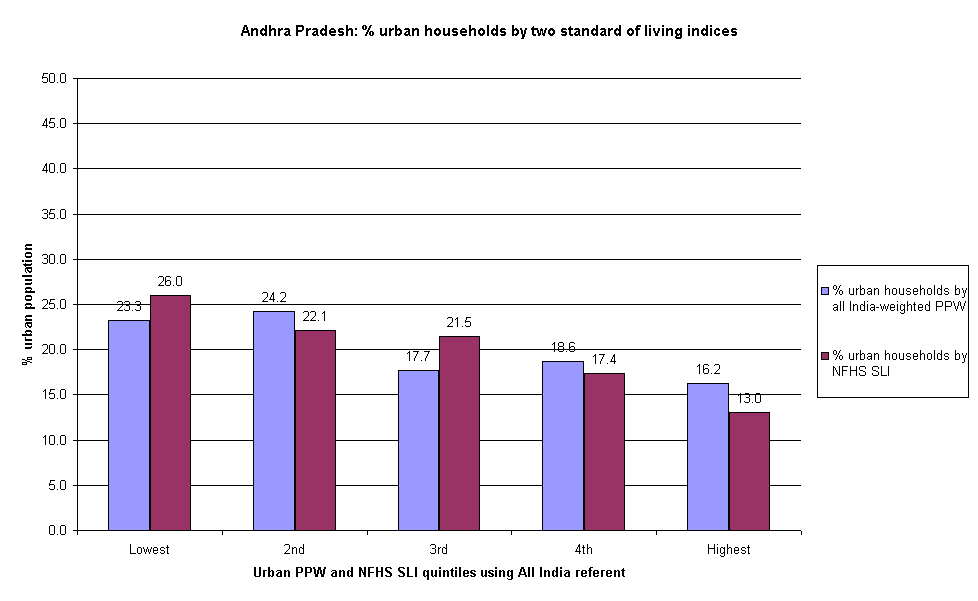 Andhra Pradesh: % urban households by two standard of living indices
50.0
45.0
40.0
35.0
30.0
25.0
20.0
15.0
10.0
5.0
0.0
% urban population
23.3
26.0
24.2
22.1
17.7
21.5
18.6
17.4
16.2
13.0
Lowest
2nd
3rd
4th
Highest
Urban PPW and NFHS SLI quintiles using All India referent
% urban households by
all India-weighted PPW
% urban households by
NFHS SLI